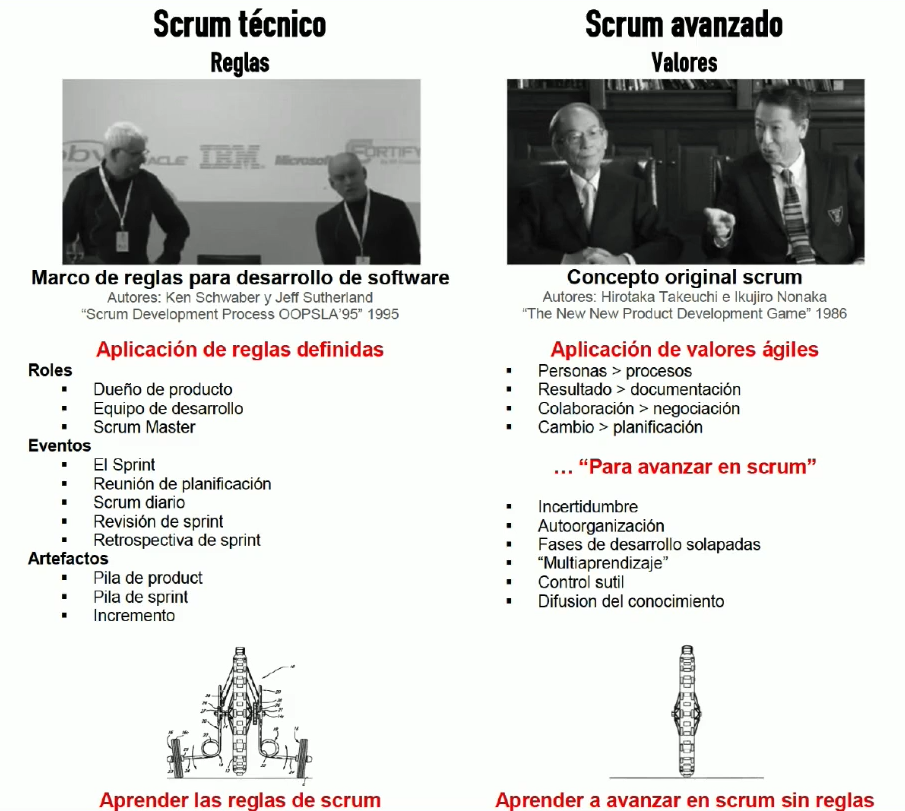 Scrum técnico
Reglas
ORACLE
IBM
Microsoft
FORTIFY
Marco de reglas para desarrollo de software
Autores: Ken Schwaber y Jeff Sutherland
“Scrum Development Process OOPSLA’95” 1995
Aplicación de reglas definidas
Roles
▪ Dueño de producto
▪ Equipo de desarrollo
▪ Scrum Master
Eventos
▪ El Sprint
▪ Reunión de planificación
▪ Scrum diario
▪ Revisión de sprint
▪ Retrospectiva de sprint
Artefactos
▪ Pila de product
▪ Pila de sprint
▪ Incremento
Aprender las reglas de scrum
Scrum avanzado
Valores
Concepto original scrum
Autores: Hirotaka Takeuchi e Ikujiro Nonaka
“The New New Product Development Game” 1986
Aplicación de valores ágiles
▪ Personas > procesos
▪ Resultado > documentación
▪ Colaboración > negociación
▪ Cambio > planificación
… “Para avanzar en scrum”
▪ Incertidumbre
▪ Autoorganización
▪ Fases de desarrollo solapadas
▪ “Multiaprendizaje”
▪ Control sutil
▪ Difusion del conocimiento
Aprender a avanzar en scrum sin reglas